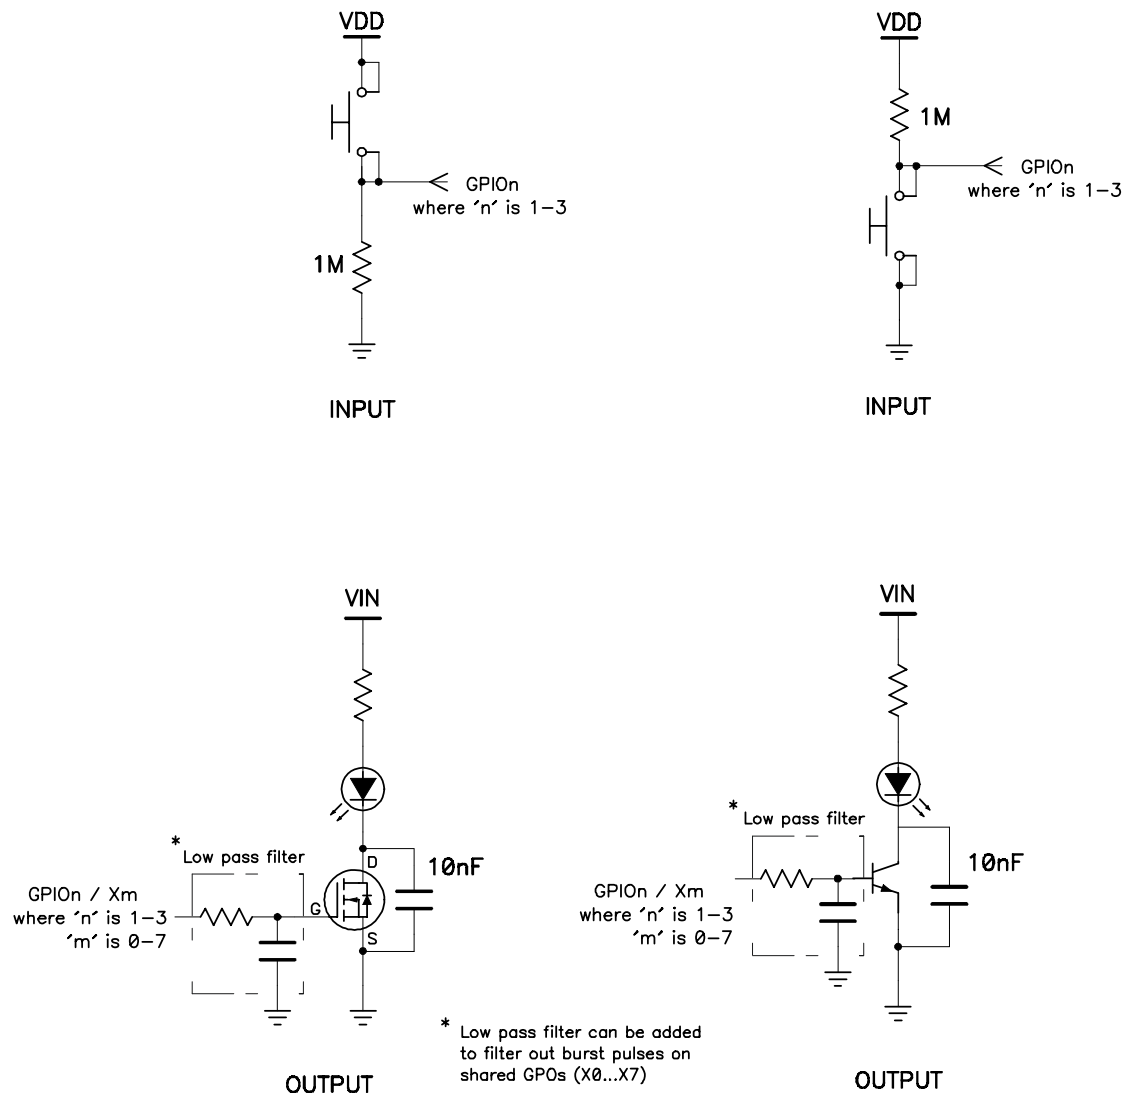 VDD
1M
GPIOn
where 'n' is 1-3
INPUT
VDD
1M
GPIOn
where 'n' is 1-3
INPUT
VIN
* Low pass filter
D
10nF
GPIOn / Xm
where 'n' is 1-3
'm' is 0-7
G
S
OUTPUT
* Low pass filter can be added
to filter out burst pulses on
shared GPOs (X0...X7)
VIN
* Low pass filter
10nF
GPIOn / Xm
where 'n' is 1-3
'm' is 0-7
OUTPUT